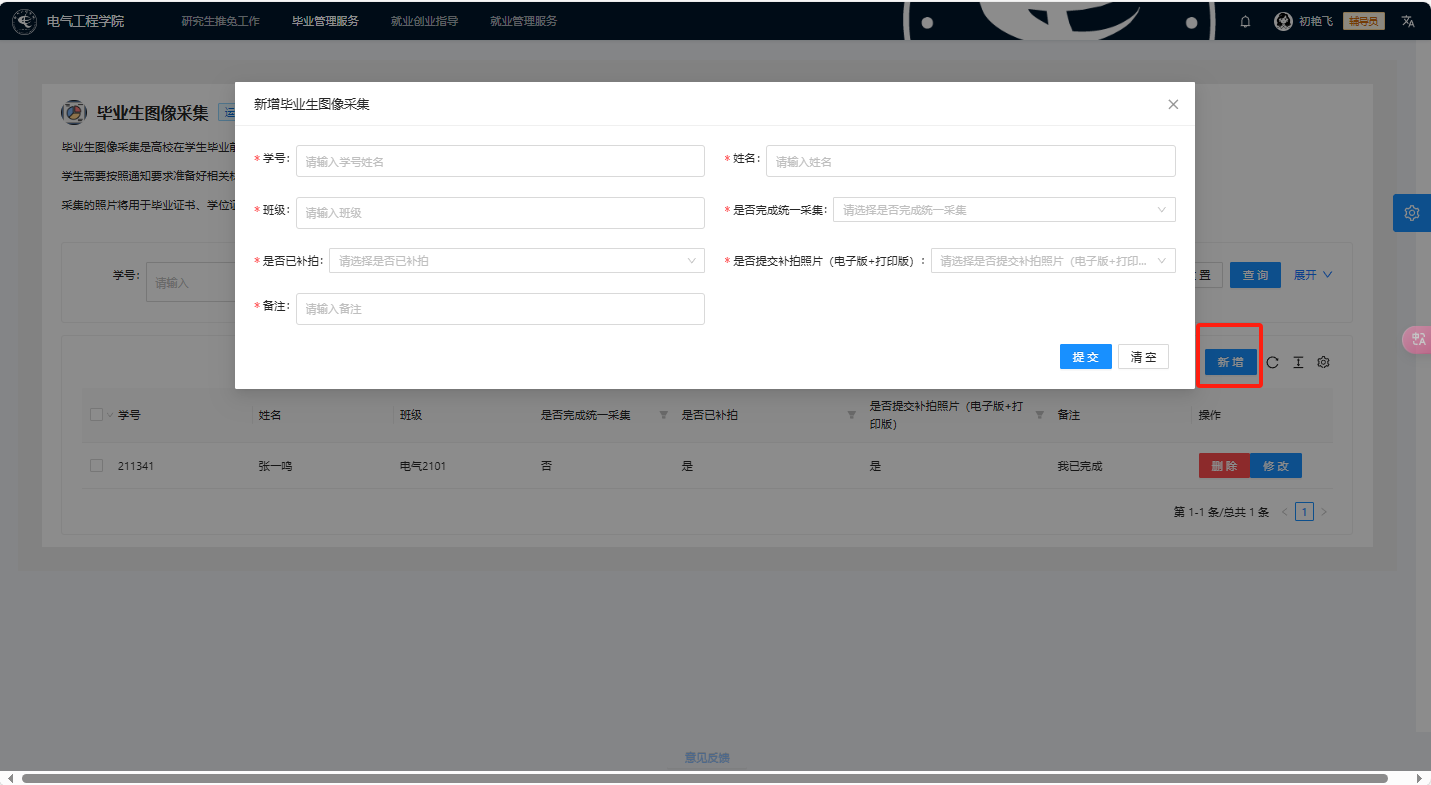 电气工程学院 研究生推免工作 毕业管理服务 就业创业指导 就业管理服务 初艳飞 辅导员
毕业生图像采集 运
毕业生图像采集是高校在学生毕业前
学生需要按照通知要求准备好相关材
采集的照片将用于毕业证书、学位证
新增毕业生图像采集
* 学号: 请输入学号姓名
* 姓名: 请输入姓名
* 班级: 请输入班级
* 是否完成统一采集: 请选择是否完成统一采集
* 是否已补拍: 请选择是否已补拍
* 是否提交补拍照片（电子版+打印版）: 请选择是否提交补拍照片（电子版+打印...
* 备注: 请输入备注
提 交 清 空
学号: 请输入 置 查 询 展开
新 增
学号 姓名 班级 是否完成统一采集 是否已补拍 是否提交补拍照片（电子版+打
印版） 备注 操作
211341 张一鸣 电气2101 否 是 是 我已完成 删 除 修 改
第 1-1 条/总共 1 条 1
意见反馈